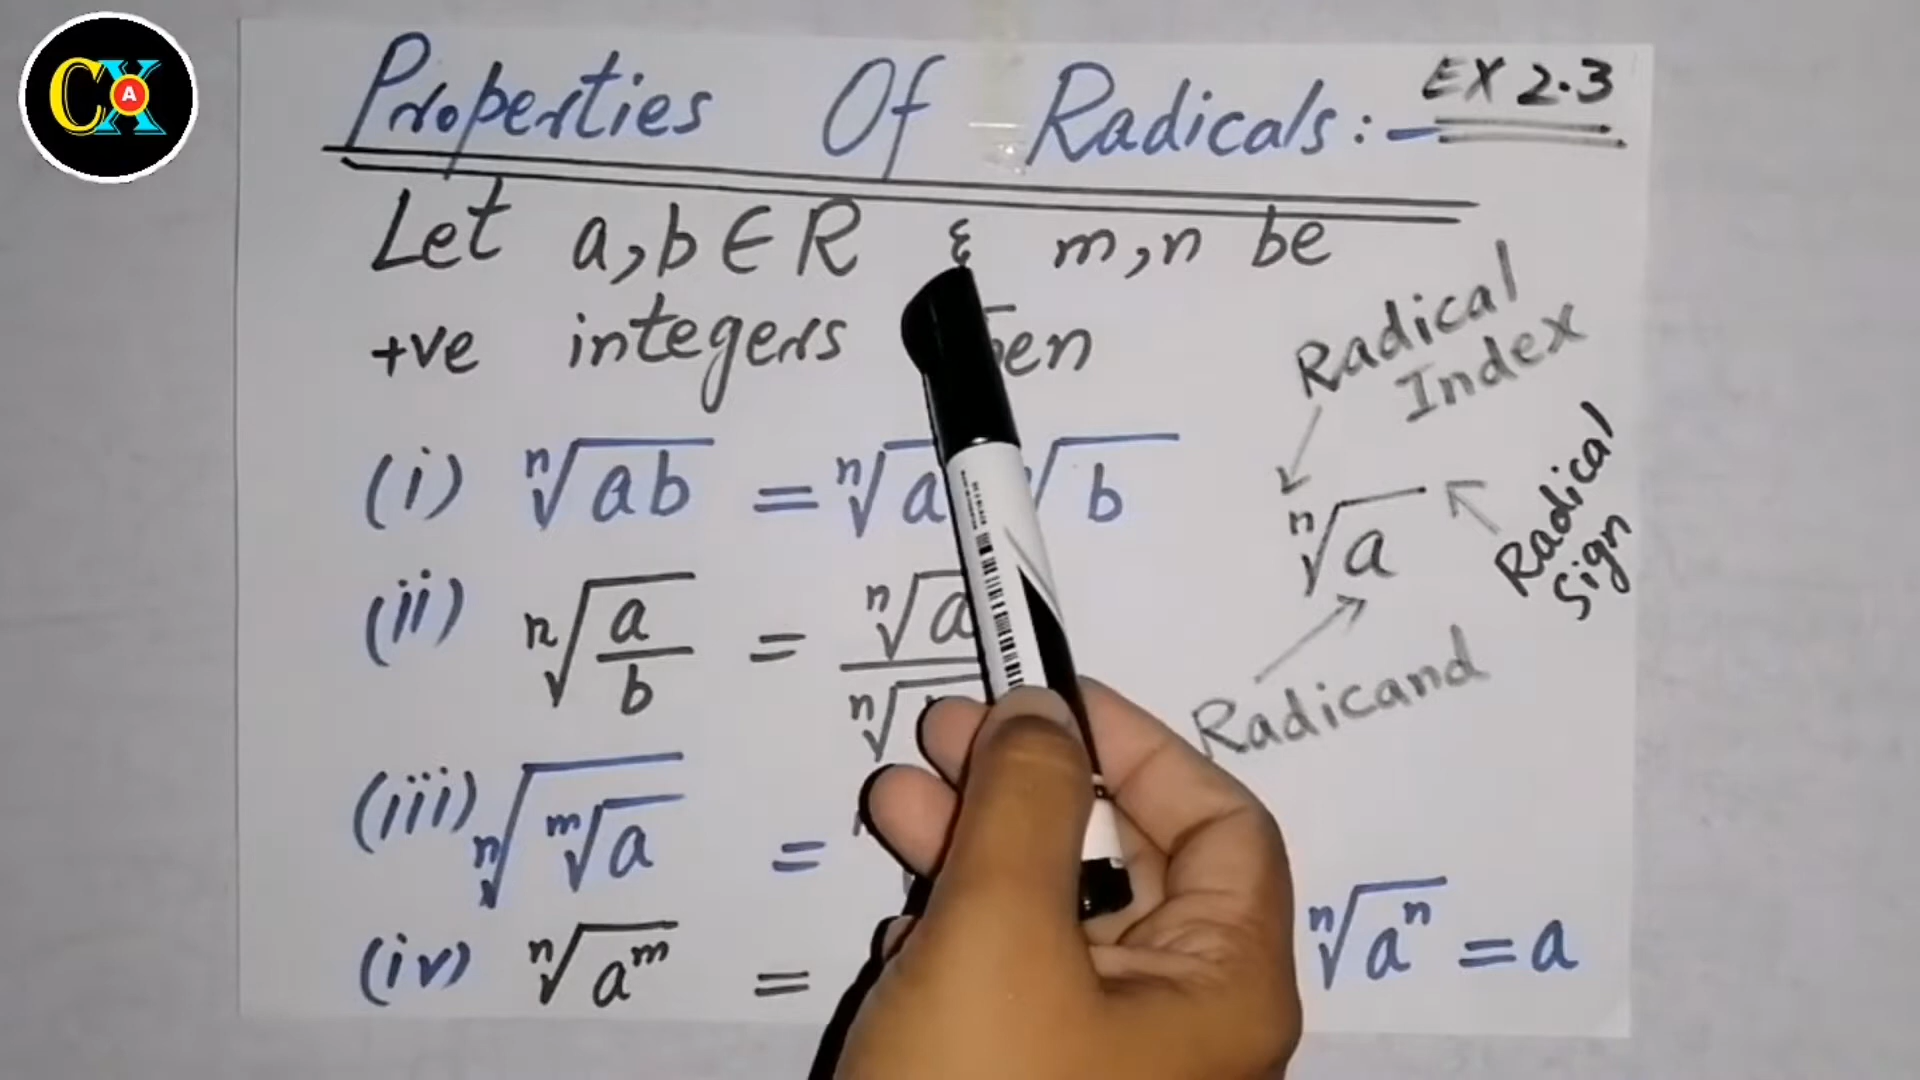 CXA
Properties Of Radicals:-
EX 2.3
Let a,b∈R & m,n be
+ve integers
(i) ⁿ√ab = ⁿ√a √b
(ii) ⁿ√(a/b) = ⁿ√a / ⁿ√
(iii) ⁿ√(ᵐ√a) =
(iv) ⁿ√(aᵐ) =
ⁿ√(aⁿ) = a
Radical
Index
ⁿ√a
Radical
Sign
Radicand